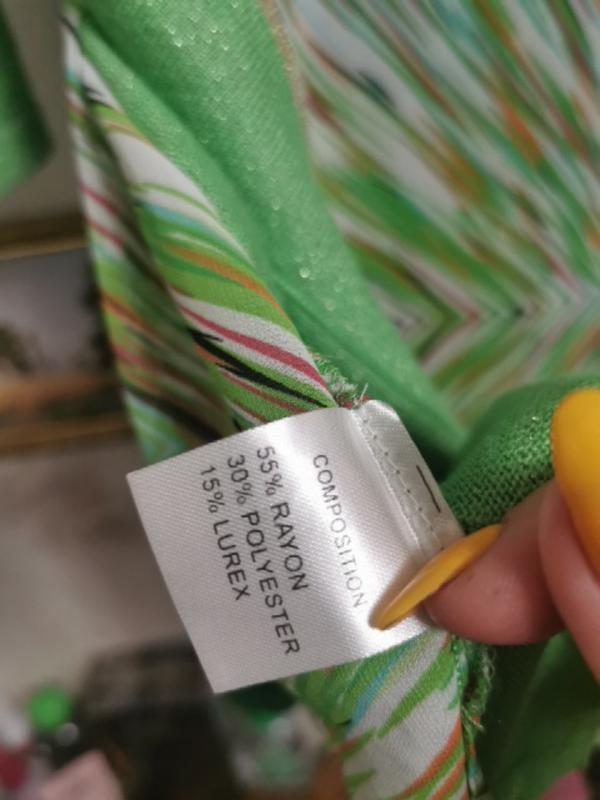 COMPOSITION
55% RAYON
30% POLYESTER
15% LUREX